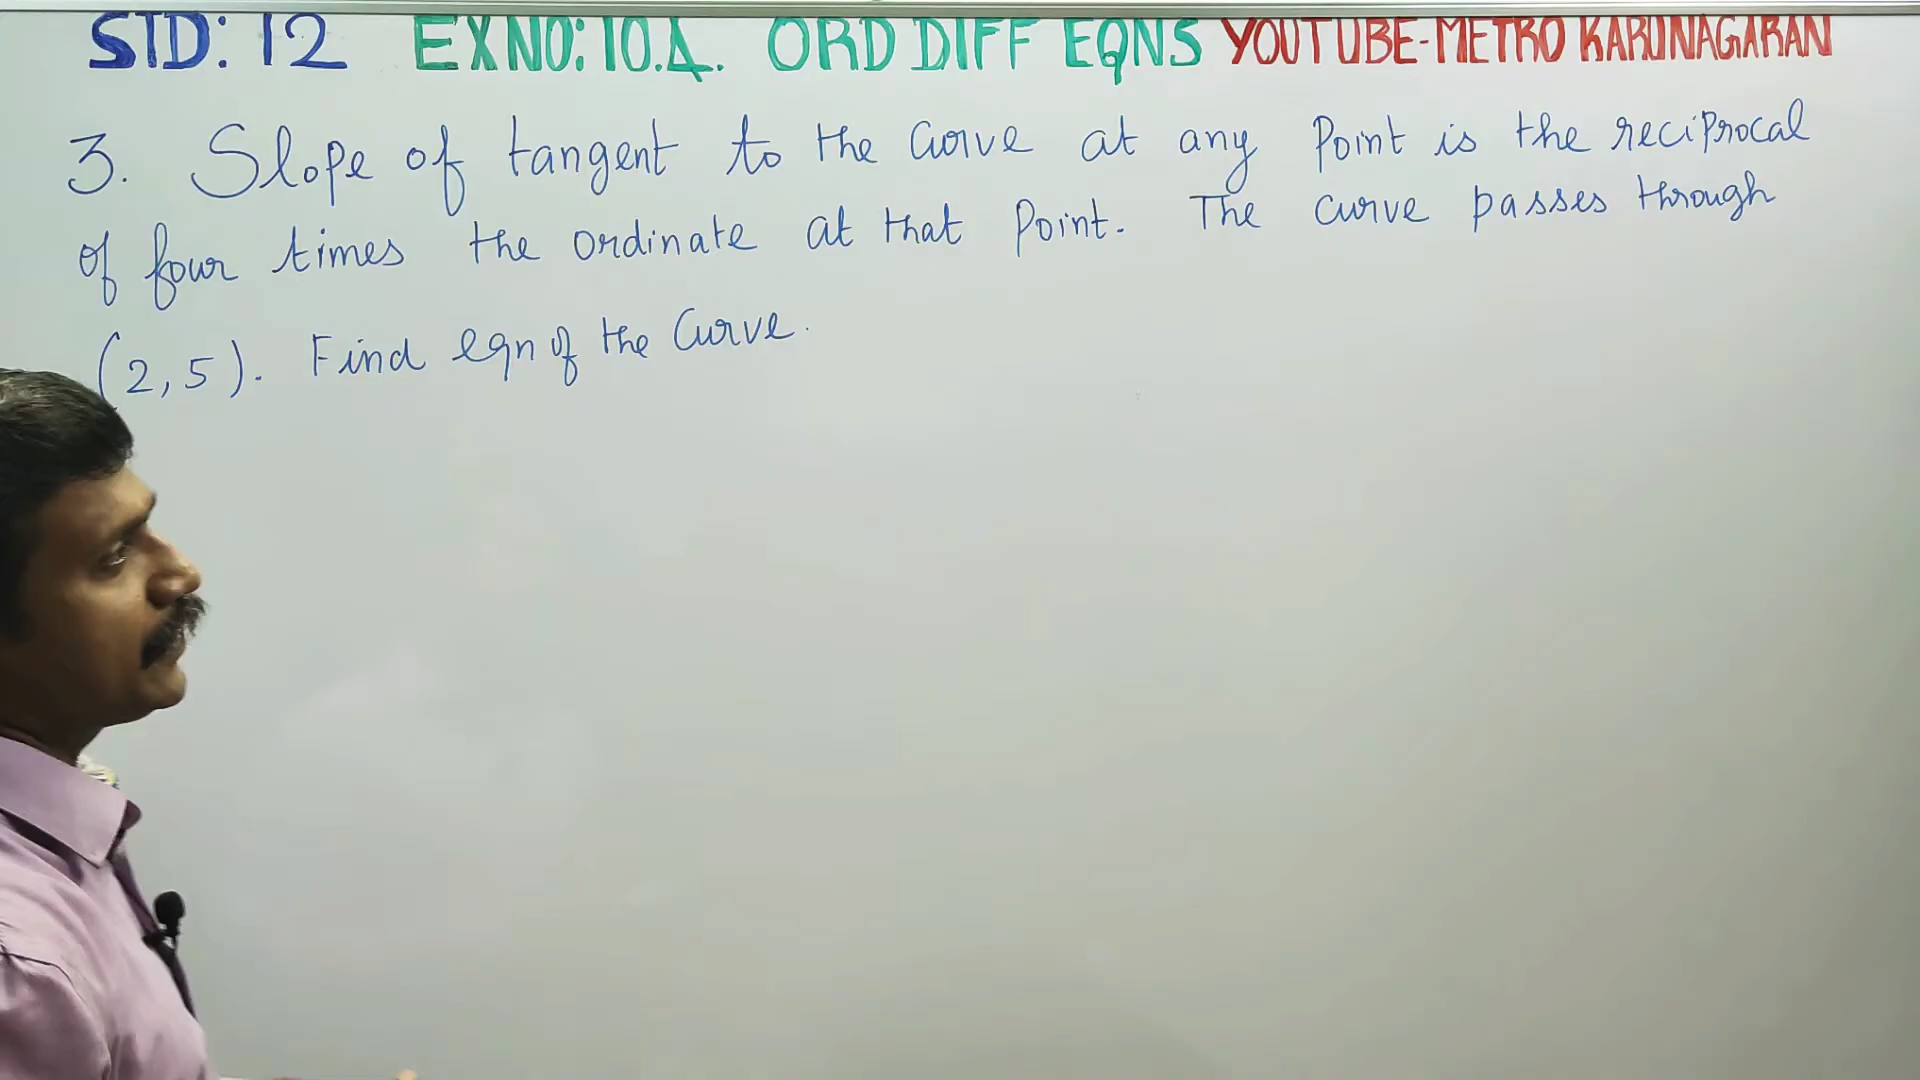 STD: 12 EXNO: 10.4. ORD DIFF EQNS YOUTUBE-METRO KARUNAGARAN
3. Slope of tangent to the curve at any Point is the reciprocal
of four times the ordinate at that Point. The curve passes through
(2,5). Find eqn of the Curve.